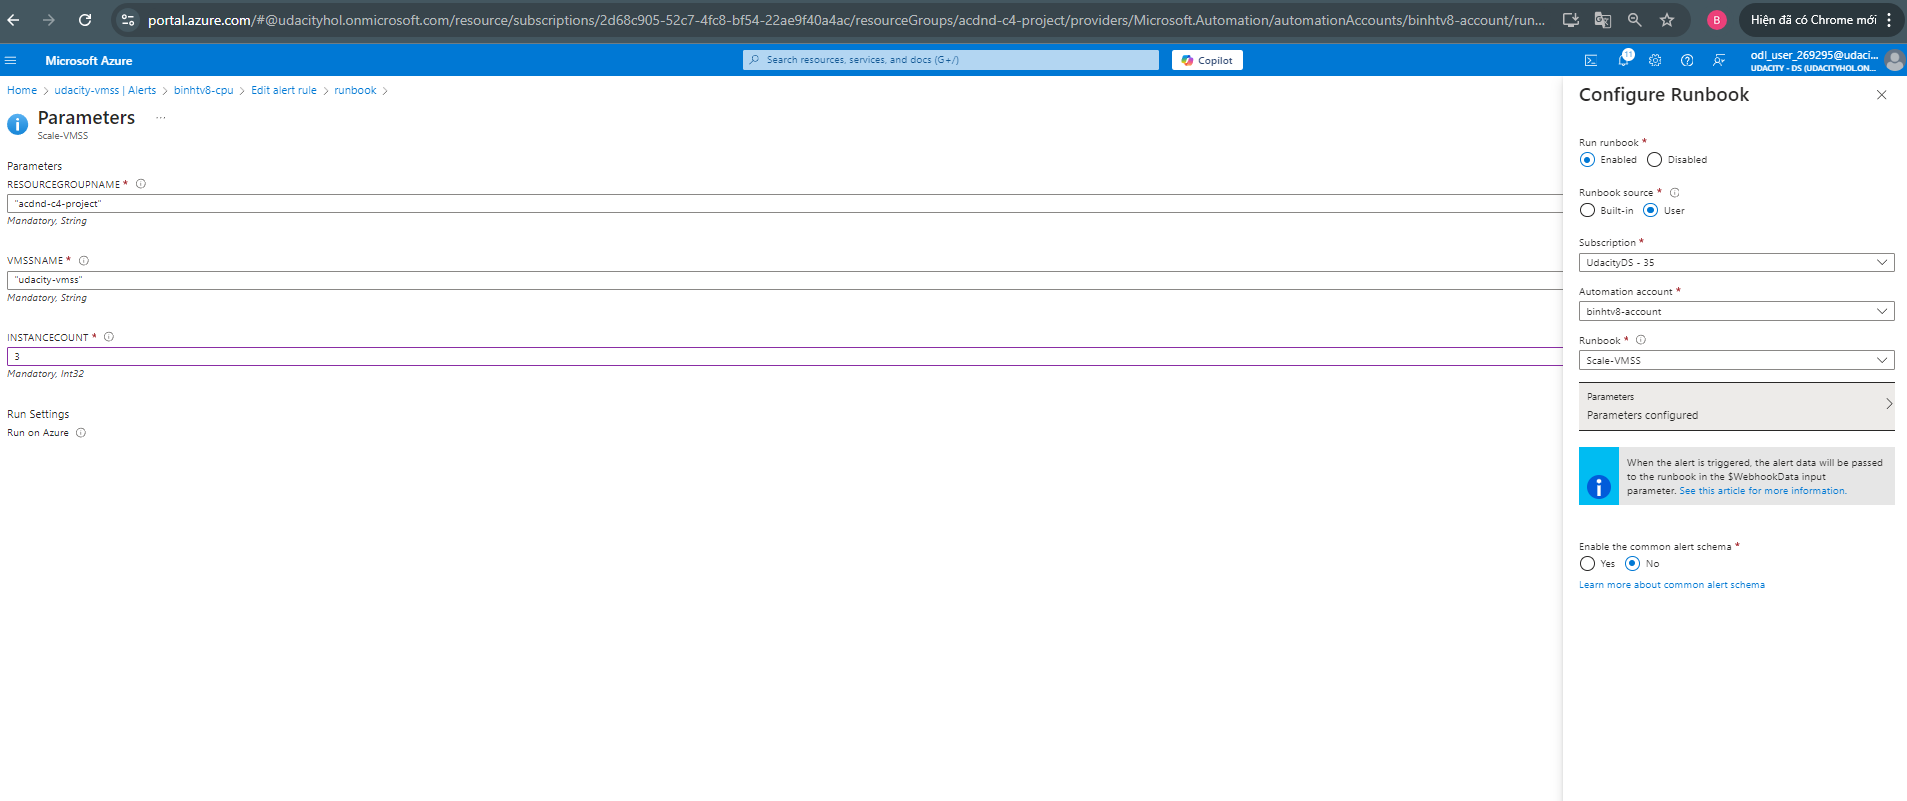 portal.azure.com/#@udacityhol.onmicrosoft.com/resource/subscriptions/2d68c905-52c7-4fc8-bf54-22ae9f40a4ac/resourceGroups/acdnd-c4-project/providers/Microsoft.Automation/automationAccounts/binhtv8-account/run...
B
Hiện đã có Chrome mới
Microsoft Azure
Search resources, services, and docs (G+/)
Copilot
11
odl_user_269295@udaci...
UDACITY - DS (UDACITYHOL.ON...
Home > udacity-vmss | Alerts > binhtv8-cpu > Edit alert rule > runbook >
Parameters ...
Scale-VMSS
Parameters
RESOURCEGROUPNAME *
"acdnd-c4-project"
Mandatory, String
VMSSNAME *
"udacity-vmss"
Mandatory, String
INSTANCECOUNT *
3
Mandatory, Int32
Run Settings
Run on Azure
Configure Runbook
Run runbook *
Enabled Disabled
Runbook source *
Built-in User
Subscription *
UdacityDS - 35
Automation account *
binhtv8-account
Runbook *
Scale-VMSS
Parameters
Parameters configured
When the alert is triggered, the alert data will be passed
to the runbook in the $WebhookData input
parameter. See this article for more information.
Enable the common alert schema *
Yes No
Learn more about common alert schema